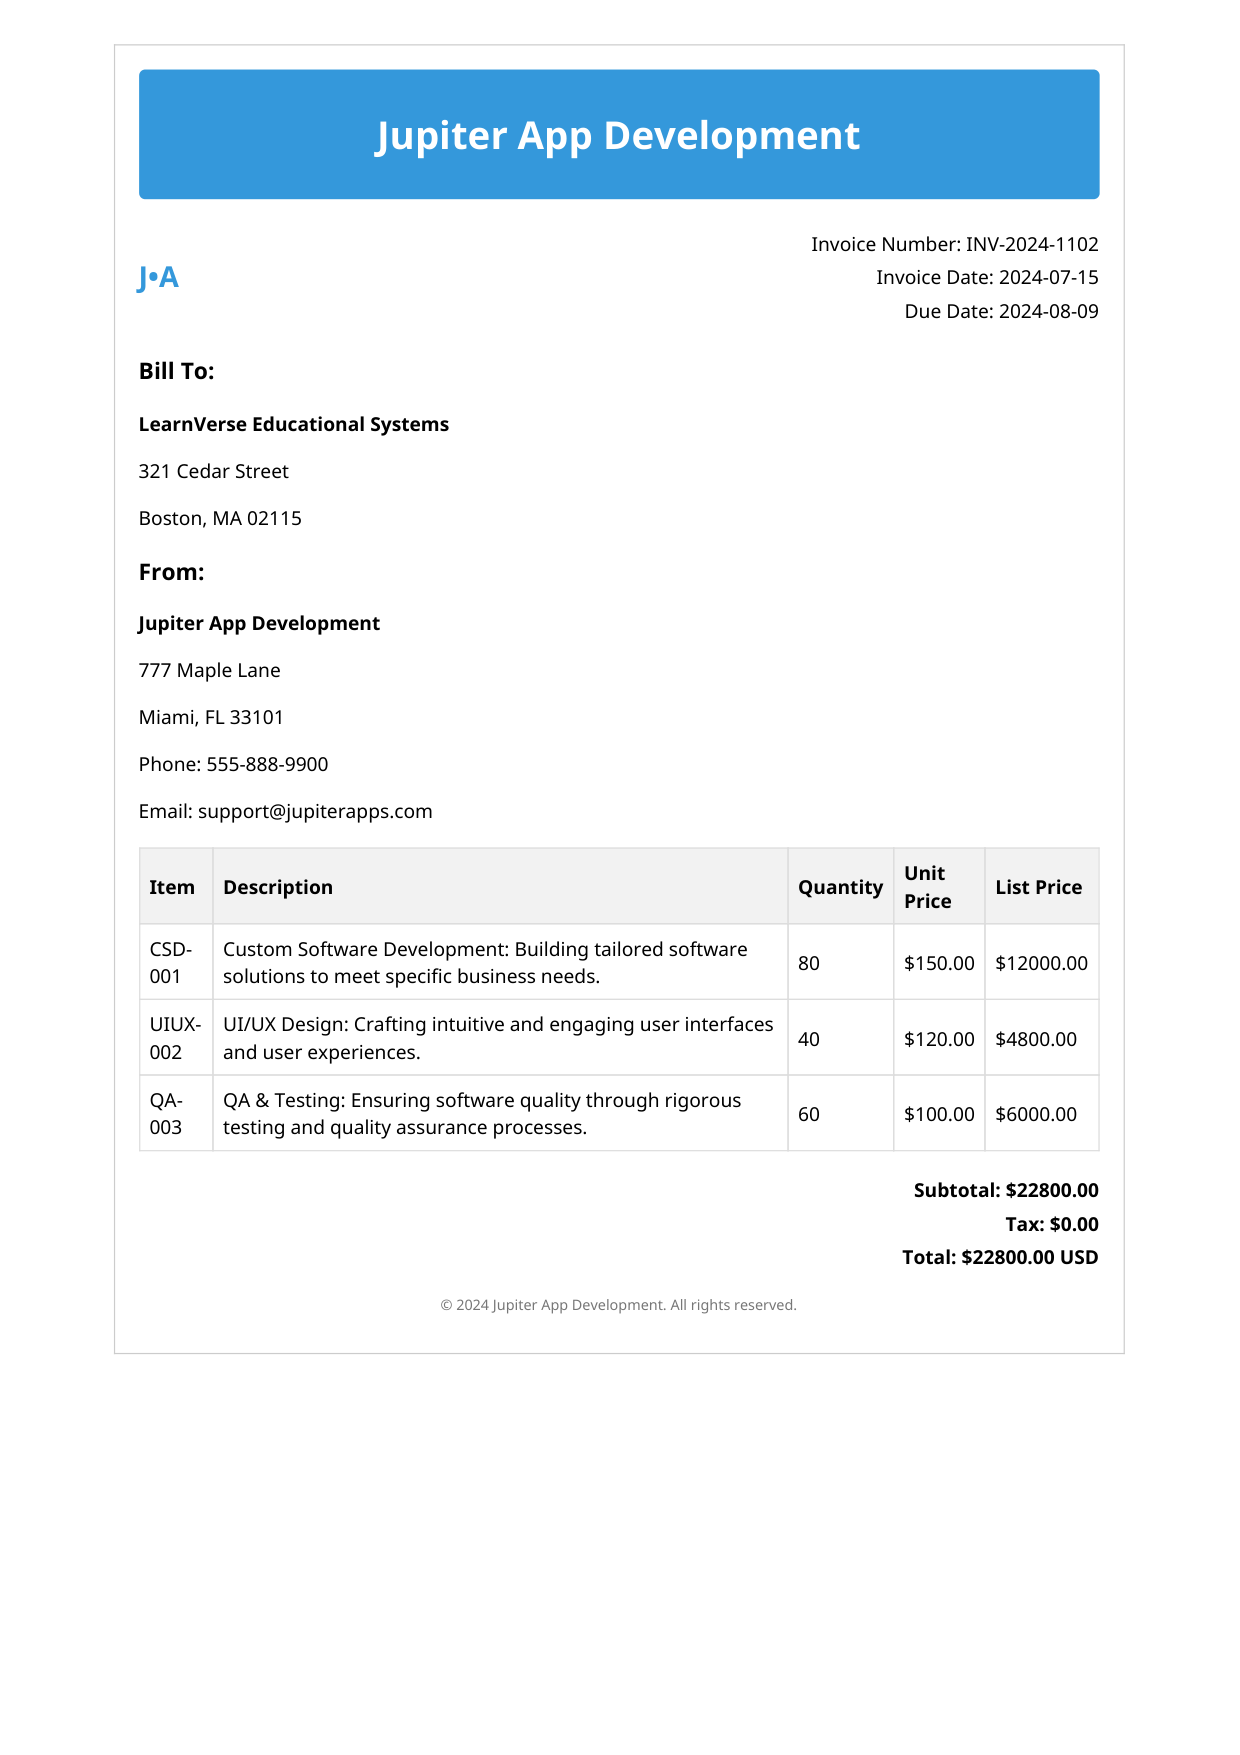 Jupiter App Development
J•A
Invoice Number: INV-2024-1102
Invoice Date: 2024-07-15
Due Date: 2024-08-09
Bill To:
LearnVerse Educational Systems
321 Cedar Street
Boston, MA 02115
From:
Jupiter App Development
777 Maple Lane
Miami, FL 33101
Phone: 555-888-9900
Email: support@jupiterapps.com
Item Description Quantity Unit Price List Price
CSD-001 Custom Software Development: Building tailored software solutions to meet specific business needs. 80 $150.00 $12000.00
UIUX-002 UI/UX Design: Crafting intuitive and engaging user interfaces and user experiences. 40 $120.00 $4800.00
QA-003 QA & Testing: Ensuring software quality through rigorous testing and quality assurance processes. 60 $100.00 $6000.00
Subtotal: $22800.00
Tax: $0.00
Total: $22800.00 USD
© 2024 Jupiter App Development. All rights reserved.